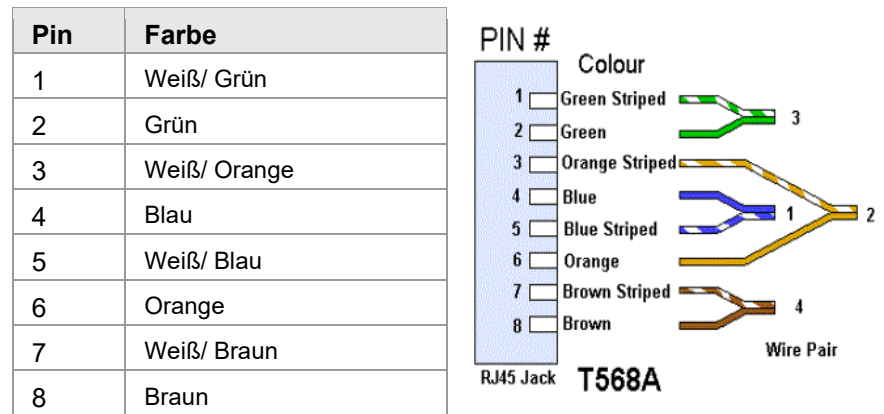 Pin Farbe
1 Weiß/ Grün
2 Grün
3 Weiß/ Orange
4 Blau
5 Weiß/ Blau
6 Orange
7 Weiß/ Braun
8 Braun
PIN #
Colour
1 Green Striped
2 Green
3
3 Orange Striped
4 Blue
5 Blue Striped
1
2
6 Orange
7 Brown Striped
8 Brown
4
Wire Pair
RJ45 Jack T568A